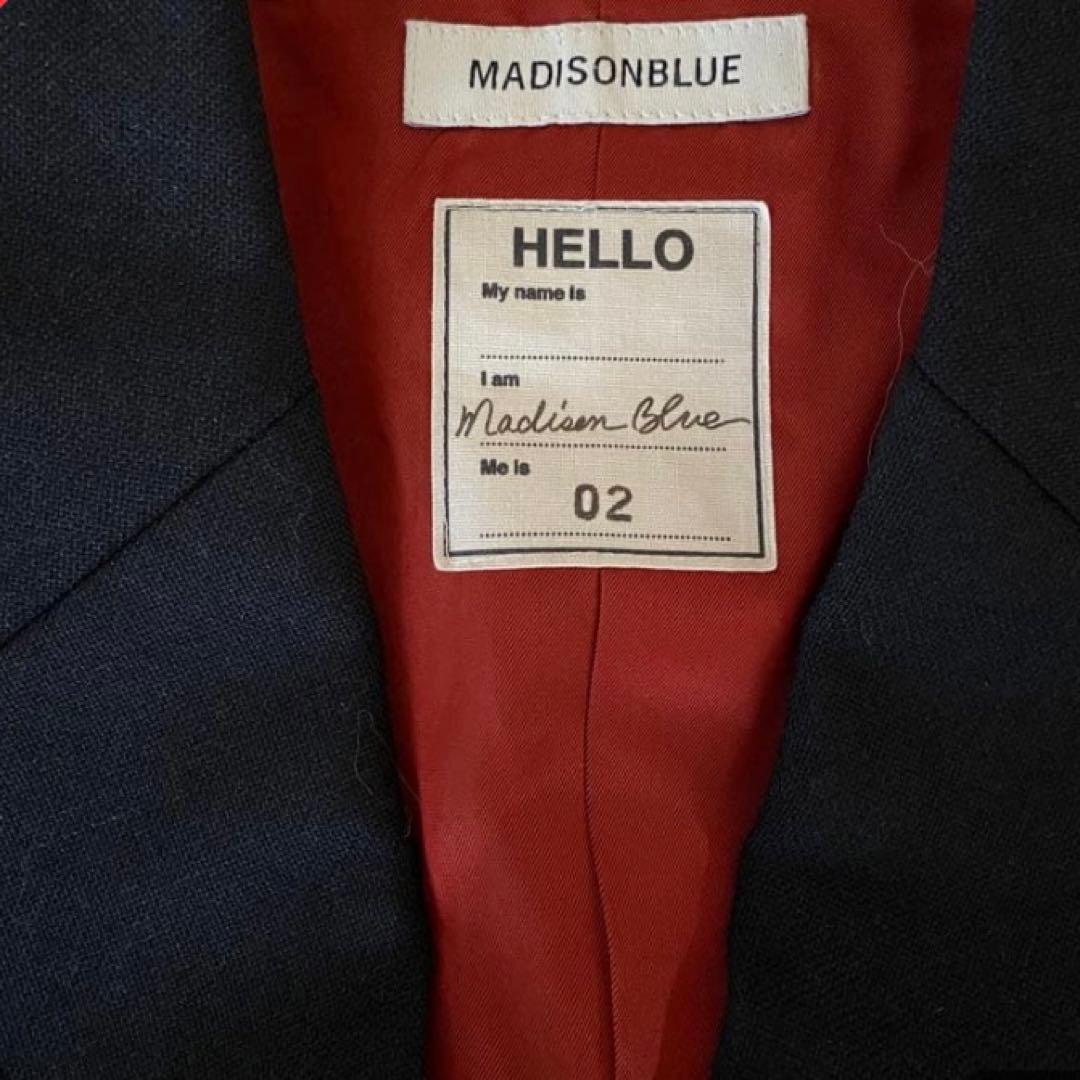 MADISONBLUE
HELLO
My name is
I am
Madison Blue
Me is
02